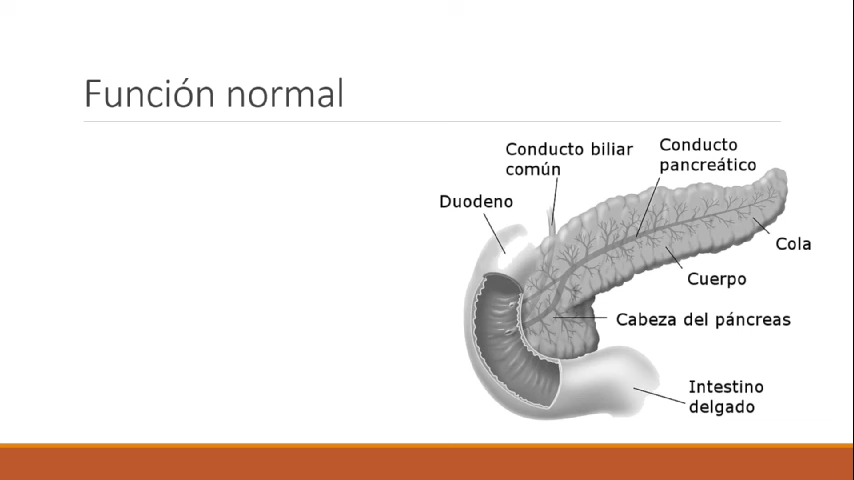 Función normal
Conducto biliar
común
Conducto
pancreático
Duodeno
Cola
Cuerpo
Cabeza del páncreas
Intestino
delgado